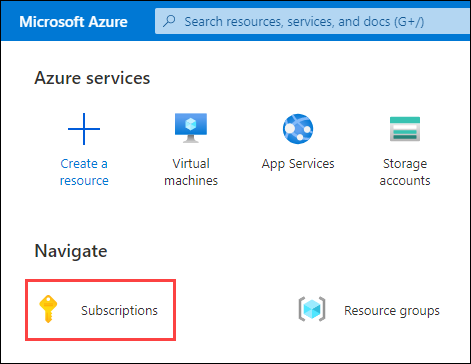 Microsoft Azure
Search resources, services, and docs (G+/)
Azure services
Create a resource
Virtual machines
App Services
Storage accounts
Navigate
Subscriptions
Resource groups